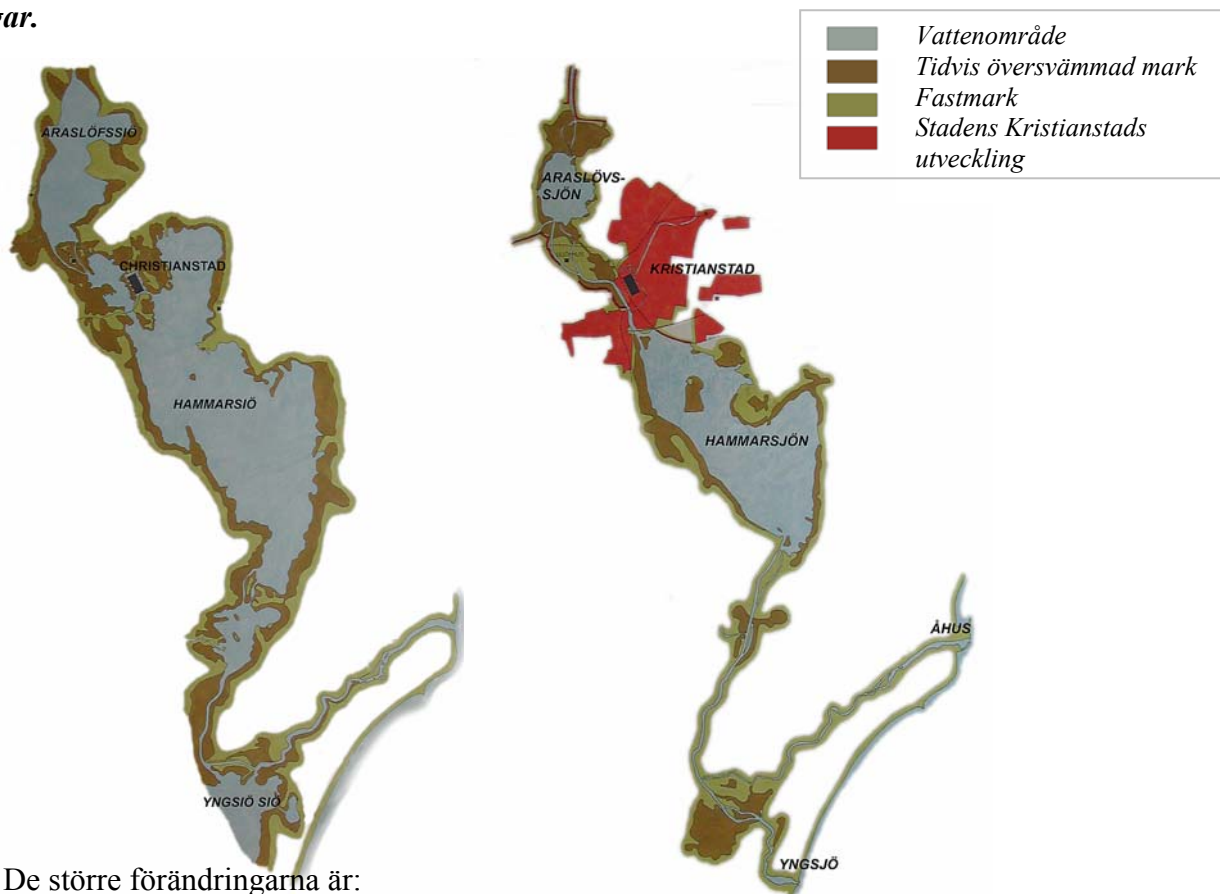 gar.
Vattenområde
Tidvis översvämmad mark
Fastmark
Stadens Kristianstads
utveckling
ARASLÖFSSIÖ
CHRISTIANSTAD
HAMMARSIÖ
YNGSIÖ SIÖ
ARASLÖVS-
SJÖN
KRISTIANSTAD
HAMMARSJÖN
ÅHUS
YNGSJÖ
De större förändringarna är: